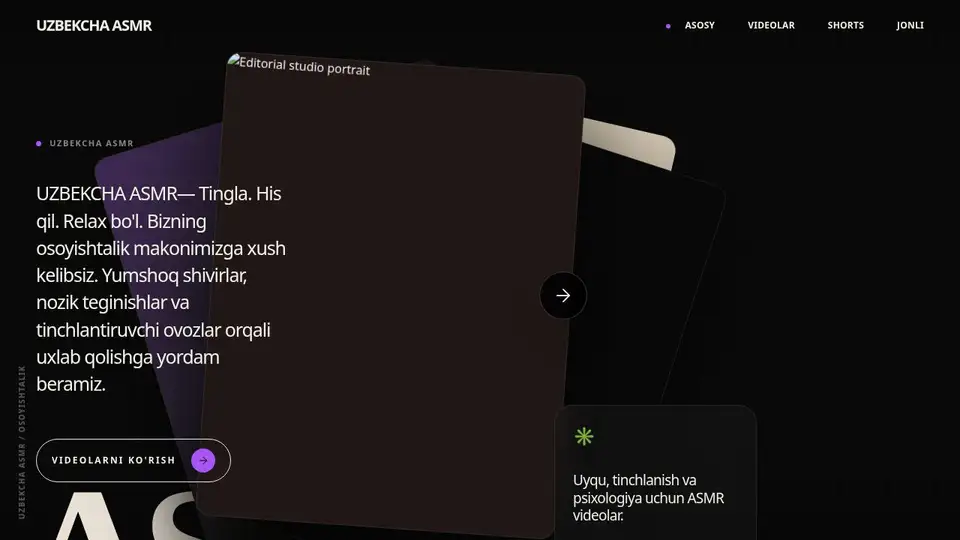 UZBEKCHA ASMR
ASOSY
VIDEOLAR
SHORTS
JONLI
Editorial studio portrait
UZBEKCHA ASMR
UZBEKCHA ASMR— Tingla. His
qil. Relax bo'l. Bizning
osoyishtalik makonimizga xush
kelibsiz. Yumshoq shivirlar,
nozik teginishlar va
tinchlantiruvchi ovozlar orqali
uxlab qolishga yordam
beramiz.
UZBEKCHA ASMR / OSOYISHTALIK
VIDEOLARNI KO'RISH
AS
Uyqu, tinchlanish va
psixologiya uchun ASMR
videolar.